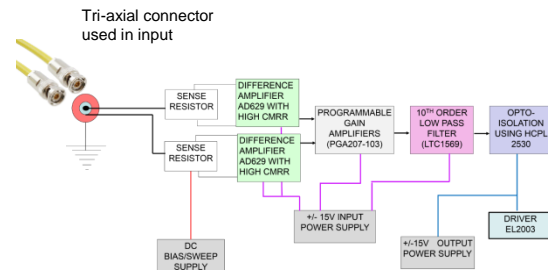 Tri-axial connector
used in input
SENSE
RESISTOR
DIFFERENCE
AMPLIFIER
AD629 WITH
HIGH CMRR
SENSE
RESISTOR
DIFFERENCE
AMPLIFIER
AD629 WITH
HIGH CMRR
PROGRAMMABLE
GAIN
AMPLIFIERS
(PGA207-103)
10TH ORDER
LOW PASS
FILTER
(LTC1569)
OPTO-
ISOLATION
USING HCPL
2530
+/- 15V INPUT
POWER SUPPLY
DC
BIAS/SWEEP
SUPPLY
+/-15V OUTPUT
POWER SUPPLY
DRIVER
EL2003